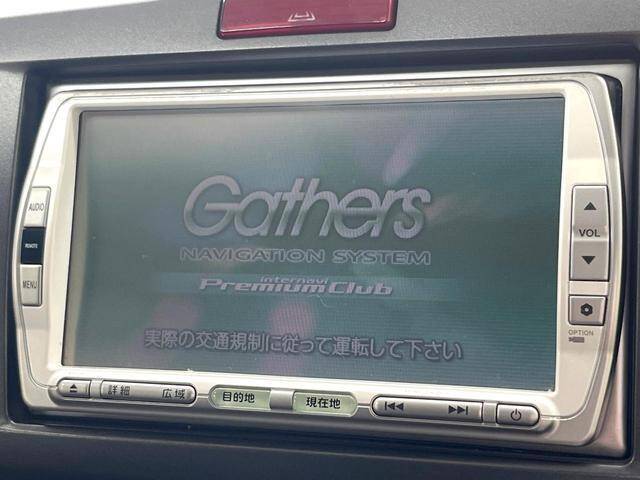 AUDIO
REMOTE
MENU
Gathers
NAVIGATION SYSTEM
internavi
Premium Club
実際の交通規制に従って運転して下さい
VOL
OPTION
詳細 広域
目的地
現在地